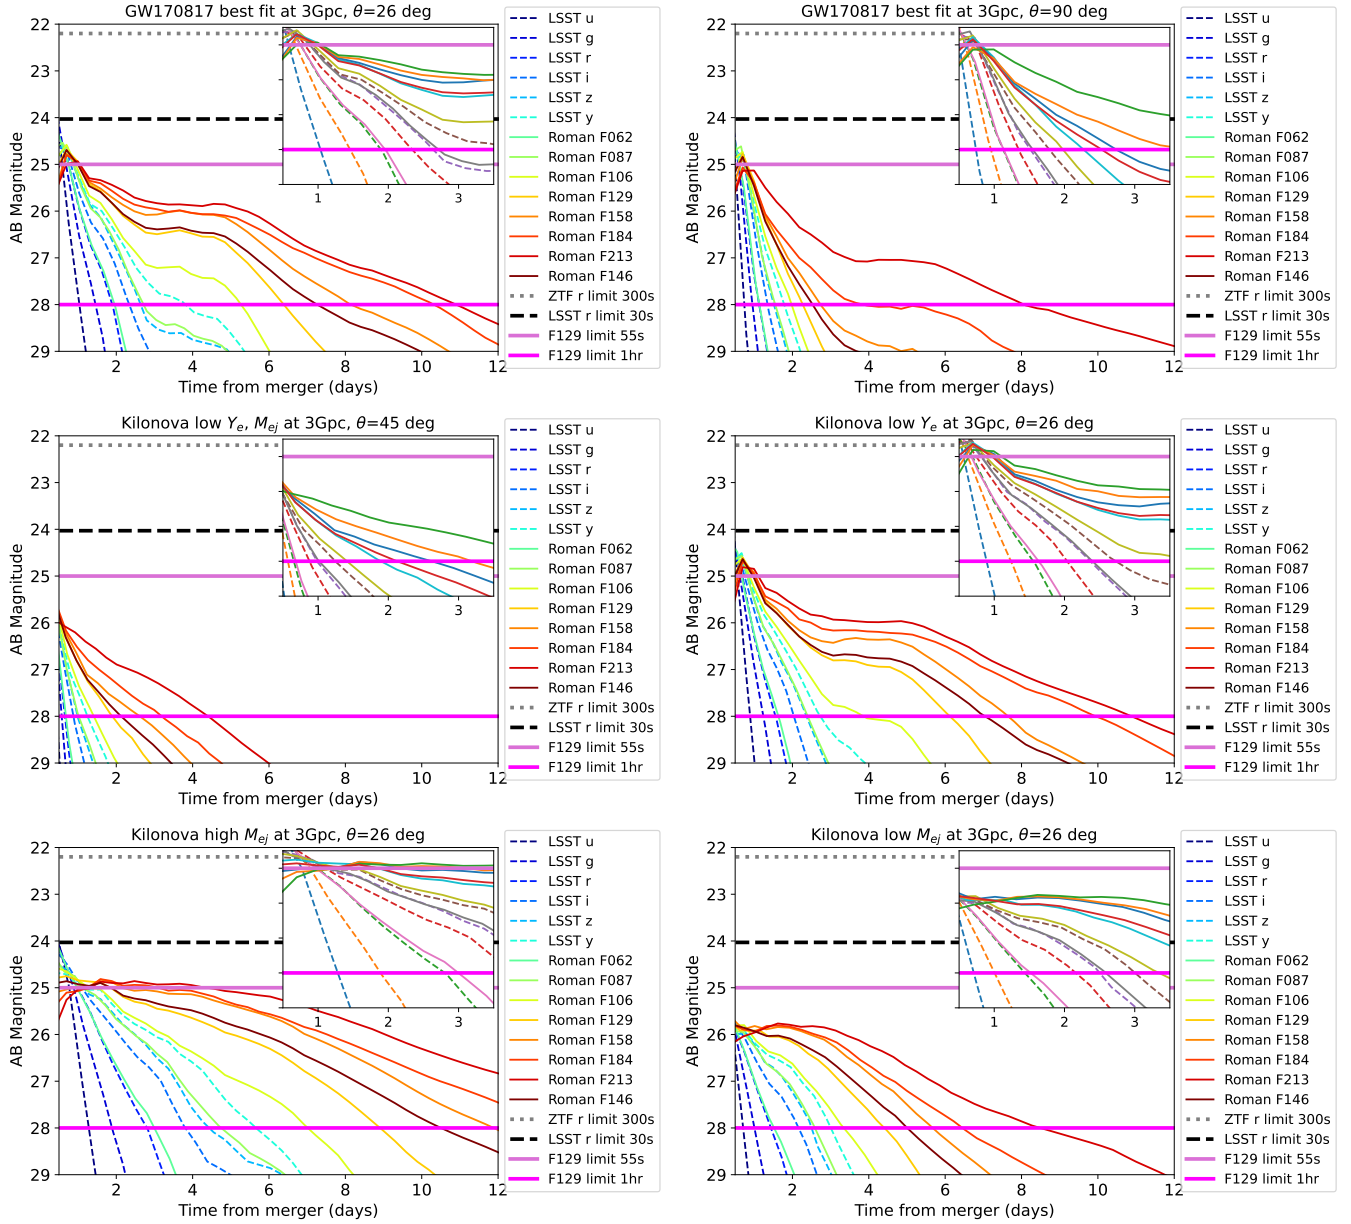 GW170817 best fit at 3Gpc, θ=26 deg
22
23
24
25
26
27
28
29
AB Magnitude
2
4
6
8
10
12
Time from merger (days)
1
2
3
LSST u
LSST g
LSST r
LSST i
LSST z
LSST y
Roman F062
Roman F087
Roman F106
Roman F129
Roman F158
Roman F184
Roman F213
Roman F146
ZTF r limit 300s
LSST r limit 30s
F129 limit 55s
F129 limit 1hr
GW170817 best fit at 3Gpc, θ=90 deg
22
23
24
25
26
27
28
29
AB Magnitude
2
4
6
8
10
12
Time from merger (days)
1
2
3
LSST u
LSST g
LSST r
LSST i
LSST z
LSST y
Roman F062
Roman F087
Roman F106
Roman F129
Roman F158
Roman F184
Roman F213
Roman F146
ZTF r limit 300s
LSST r limit 30s
F129 limit 55s
F129 limit 1hr
Kilonova low Yₑ, Mₑⱼ at 3Gpc, θ=45 deg
22
23
24
25
26
27
28
29
AB Magnitude
2
4
6
8
10
12
Time from merger (days)
1
2
3
LSST u
LSST g
LSST r
LSST i
LSST z
LSST y
Roman F062
Roman F087
Roman F106
Roman F129
Roman F158
Roman F184
Roman F213
Roman F146
ZTF r limit 300s
LSST r limit 30s
F129 limit 55s
F129 limit 1hr
Kilonova low Yₑ at 3Gpc, θ=26 deg
22
23
24
25
26
27
28
29
AB Magnitude
2
4
6
8
10
12
Time from merger (days)
1
2
3
LSST u
LSST g
LSST r
LSST i
LSST z
LSST y
Roman F062
Roman F087
Roman F106
Roman F129
Roman F158
Roman F184
Roman F213
Roman F146
ZTF r limit 300s
LSST r limit 30s
F129 limit 55s
F129 limit 1hr
Kilonova high Mₑⱼ at 3Gpc, θ=26 deg
22
23
24
25
26
27
28
29
AB Magnitude
2
4
6
8
10
12
Time from merger (days)
1
2
3
LSST u
LSST g
LSST r
LSST i
LSST z
LSST y
Roman F062
Roman F087
Roman F106
Roman F129
Roman F158
Roman F184
Roman F213
Roman F146
ZTF r limit 300s
LSST r limit 30s
F129 limit 55s
F129 limit 1hr
Kilonova low Mₑⱼ at 3Gpc, θ=26 deg
22
23
24
25
26
27
28
29
AB Magnitude
2
4
6
8
10
12
Time from merger (days)
1
2
3
LSST u
LSST g
LSST r
LSST i
LSST z
LSST y
Roman F062
Roman F087
Roman F106
Roman F129
Roman F158
Roman F184
Roman F213
Roman F146
ZTF r limit 300s
LSST r limit 30s
F129 limit 55s
F129 limit 1hr